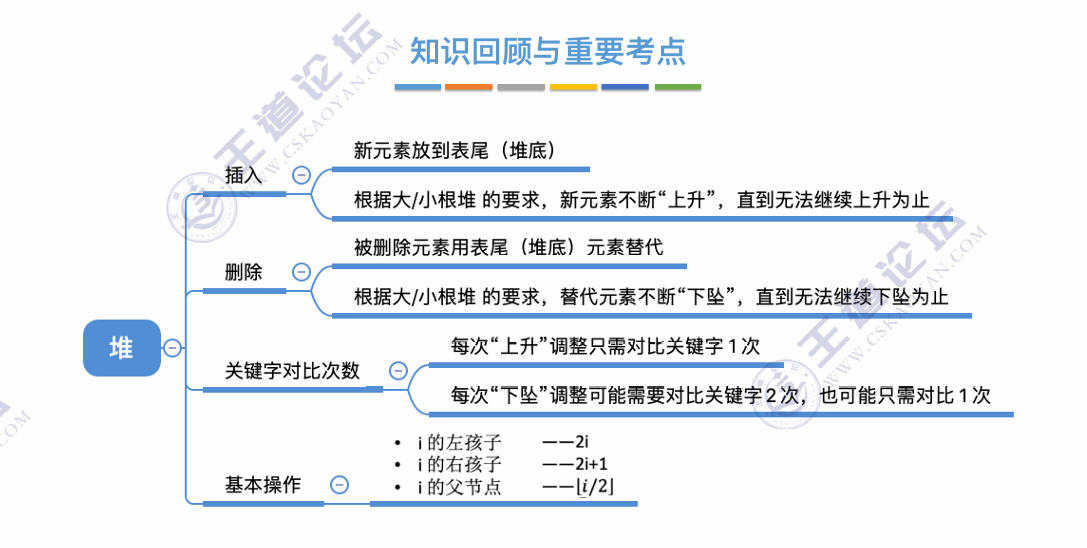 知识回顾与重要考点
堆
插入
新元素放到表尾（堆底）
根据大/小根堆 的要求，新元素不断“上升”，直到无法继续上升为止
删除
被删除元素用表尾（堆底）元素替代
根据大/小根堆 的要求，替代元素不断“下坠”，直到无法继续下坠为止
关键字对比次数
每次“上升”调整只需对比关键字 1 次
每次“下坠”调整可能需要对比关键字 2 次，也可能只需对比 1 次
基本操作
• i 的左孩子 ——2i
• i 的右孩子 ——2i+1
• i 的父节点 ——⌊i/2⌋
王道论坛
WWW.CSKAOYAN.COM
王道论坛
WWW.CSKAOYAN.COM